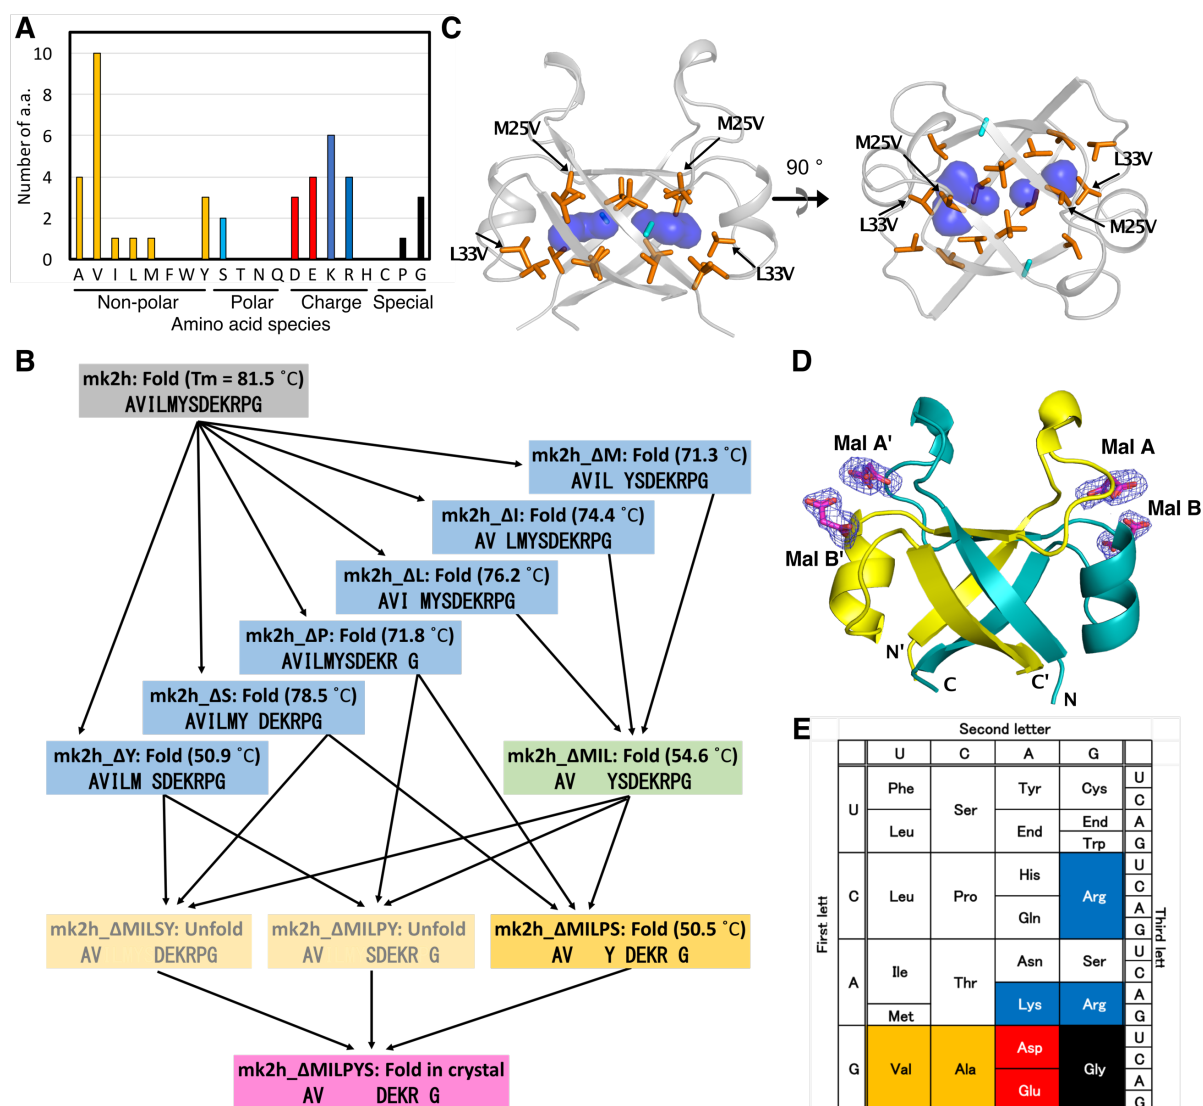 A
10
8
6
4
2
0
Number of a.a.
A V I L M F W Y S T N Q D E K R H C P G
Non-polar Polar Charge Special
Amino acid species
C
M25V
M25V
L33V
L33V
90 °
M25V
L33V
L33V
M25V
B
mk2h: Fold (Tm = 81.5 ˚C)
AVILMYSDEKRPG
mk2h_ΔM: Fold (71.3 ˚C)
AVIL YSDEKRPG
mk2h_ΔI: Fold (74.4 ˚C)
AV LMYSDEKRPG
mk2h_ΔL: Fold (76.2 ˚C)
AVI MYSDEKRPG
mk2h_ΔP: Fold (71.8 ˚C)
AVILMYSDEKR G
mk2h_ΔS: Fold (78.5 ˚C)
AVILMY DEKRPG
mk2h_ΔY: Fold (50.9 ˚C)
AVILM SDEKRPG
mk2h_ΔMIL: Fold (54.6 ˚C)
AV YSDEKRPG
mk2h_ΔMILSY: Unfold
AV DEKRPG
mk2h_ΔMILPY: Unfold
AV SDEKR G
mk2h_ΔMILPS: Fold (50.5 ˚C)
AV Y DEKR G
mk2h_ΔMILPYS: Fold in crystal
AV DEKR G
D
Mal A'
Mal A
Mal B
Mal B'
N'
C
C'
N
E
Second letter
U C A G
First lett
Third lett
U
Phe
Leu
Ser
Tyr
End
Cys
End
Trp
U
C
A
G
C
Leu
Pro
His
Gln
Arg
U
C
A
G
A
Ile
Met
Thr
Asn
Lys
Ser
Arg
U
C
A
G
G
Val
Ala
Asp
Glu
Gly
U
C
A
G